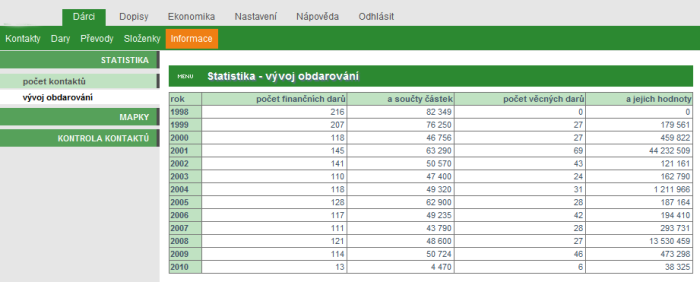 Dárci Dopisy Ekonomika Nastavení Nápověda Odhlásit
Kontakty Dary Převody Složenky Informace
STATISTIKA
počet kontaktů
vývoj obdarování
MAPKY
KONTROLA KONTAKTŮ
MENU Statistika - vývoj obdarování
rok počet finančních darů a součty částek počet věcných darů a jejich hodnoty
1998 216 82 349 0 0
1999 207 76 250 27 179 561
2000 118 46 756 27 459 822
2001 145 63 290 69 44 232 509
2002 141 50 570 43 121 161
2003 110 47 400 24 162 790
2004 118 49 320 31 1 211 966
2005 128 62 900 28 187 164
2006 117 49 235 42 194 410
2007 111 43 790 28 293 731
2008 121 48 600 27 13 530 459
2009 114 50 724 46 473 298
2010 13 4 470 6 38 325